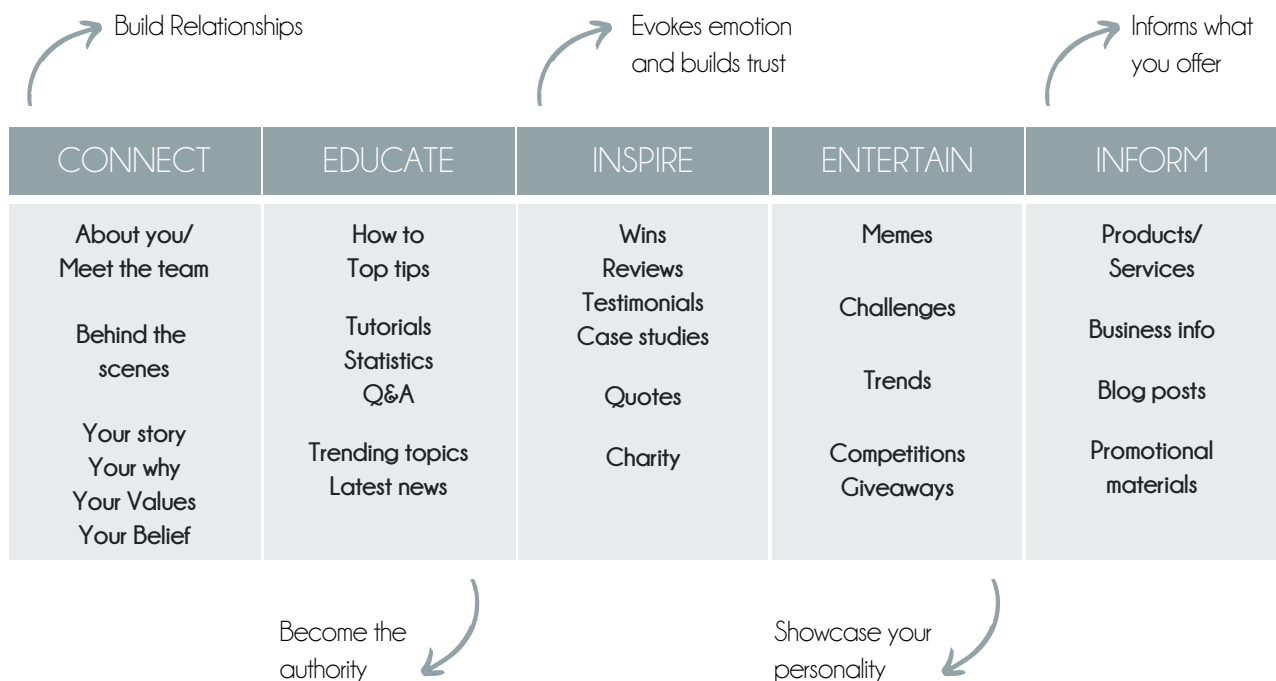 Build Relationships
Evokes emotion
and builds trust
Informs what
you offer
CONNECT
EDUCATE
INSPIRE
ENTERTAIN
INFORM
About you/
Meet the team
Behind the
scenes
Your story
Your why
Your Values
Your Belief
How to
Top tips
Tutorials
Statistics
Q&A
Trending topics
Latest news
Wins
Reviews
Testimonials
Case studies
Quotes
Charity
Memes
Challenges
Trends
Competitions
Giveaways
Products/
Services
Business info
Blog posts
Promotional
materials
Become the
authority
Showcase your
personality